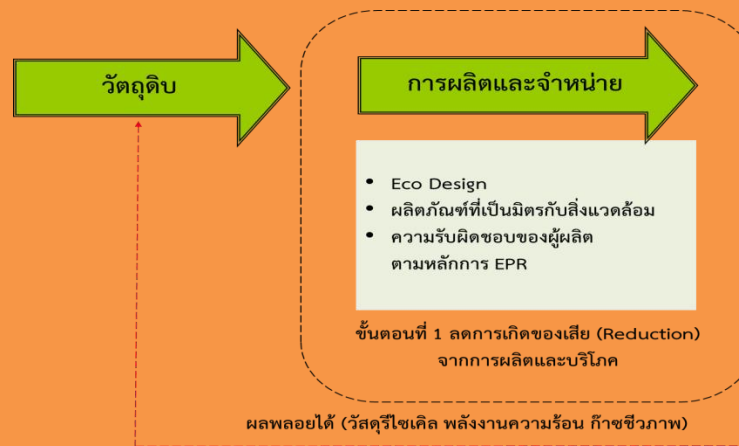 วัตถุดิบ
การผลิตและจำหน่าย
• Eco Design
• ผลิตภัณฑ์ที่เป็นมิตรกับสิ่งแวดล้อม
• ความรับผิดชอบของผู้ผลิต
ตามหลักการ EPR
ขั้นตอนที่ 1 ลดการเกิดของเสีย (Reduction)
จากการผลิตและบริโภค
ผลพลอยได้ (วัสดุรีไซเคิล พลังงานความร้อน ก๊าซชีวภาพ)